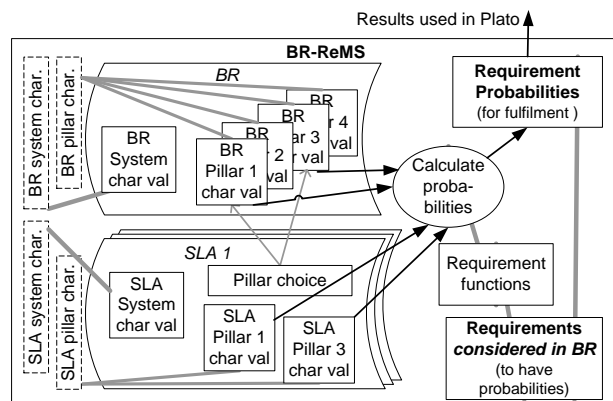 Results used in Plato
BR-ReMS
BR system char.
BR pillar char.
BR
BR
System
char val
BR
Pillar 1
char val
BR
2
val
BR
Pillar 3
char val
BR
4
val
Calculate
proba-
bilities
Requirement
Probabilities
(for fulfilment )
SLA system char.
SLA pillar char.
SLA 1
Pillar choice
SLA
System
char val
SLA
Pillar 1
char val
SLA
Pillar 3
char val
Requirement
functions
Requirements
considered in BR
(to have
probabilities)